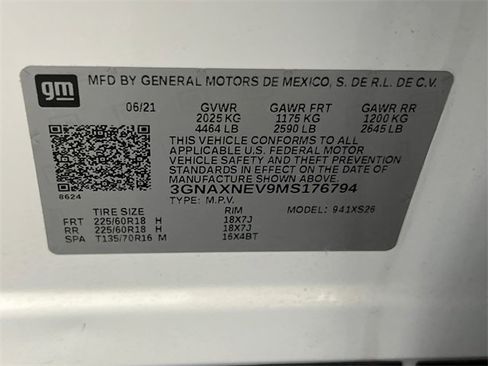 gm
MFD BY GENERAL MOTORS DE MEXICO, S. DE R.L. DE C.V.
06/21 GVWR GAWR FRT GAWR RR
2025 KG 1175 KG 1200 KG
4464 LB 2590 LB 2645 LB
THIS VEHICLE CONFORMS TO ALL
APPLICABLE U.S. FEDERAL MOTOR
VEHICLE SAFETY AND THEFT PREVENTION
STANDARDS IN EFFECT ON THE DATE OF
MANUFACTURE SHOWN ABOVE.
8624 3GNAXNEV9MS176794
TYPE: M.P.V. MODEL: 941XS26
TIRE SIZE RIM
FRT 225/60R18 H 18X7J
RR 225/60R18 H 18X7J
SPA T135/70R16 M 16X4BT